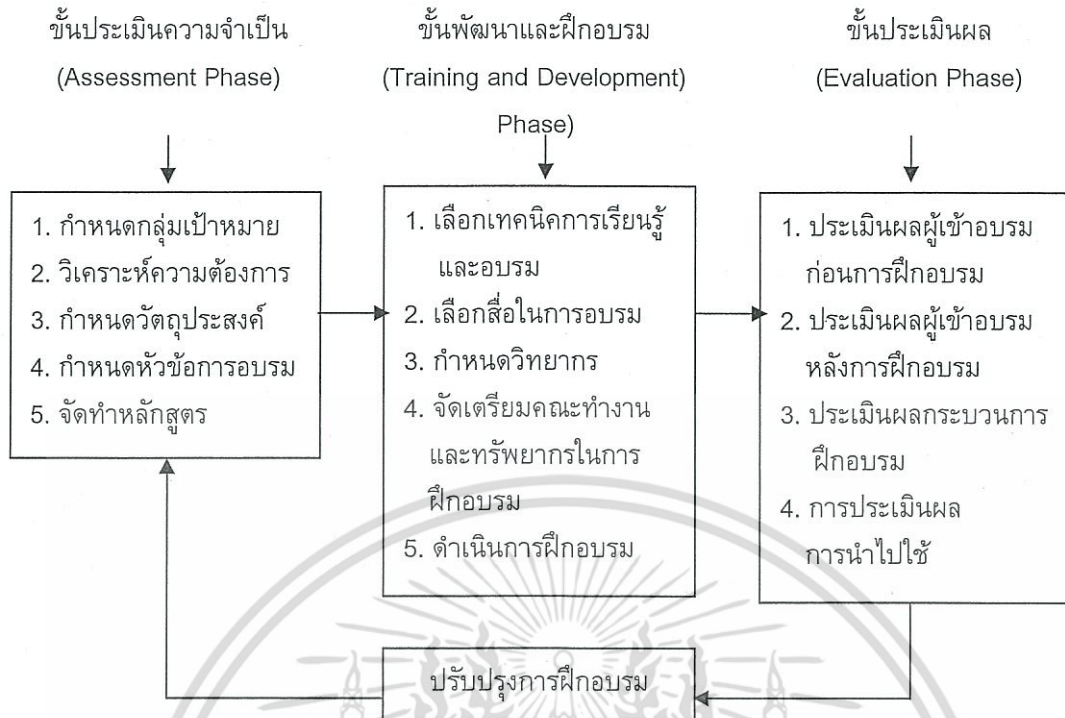 ขั้นประเมินความจำเป็น
(Assessment Phase)
ขั้นพัฒนาและฝึกอบรม
(Training and Development)
Phase)
ขั้นประเมินผล
(Evaluation Phase)
1. กำหนดกลุ่มเป้าหมาย
2. วิเคราะห์ความต้องการ
3. กำหนดวัตถุประสงค์
4. กำหนดหัวข้อการอบรม
5. จัดทำหลักสูตร
1. เลือกเทคนิคการเรียนรู้
และอบรม
2. เลือกสื่อในการอบรม
3. กำหนดวิทยากร
4. จัดเตรียมคณะทำงาน
และทรัพยากรในการ
ฝึกอบรม
5. ดำเนินการฝึกอบรม
1. ประเมินผลผู้เข้าอบรม
ก่อนการฝึกอบรม
2. ประเมินผลผู้เข้าอบรม
หลังการฝึกอบรม
3. ประเมินผลกระบวนการ
ฝึกอบรม
4. การประเมินผล
การนำไปใช้
ปรับปรุงการฝึกอบรม